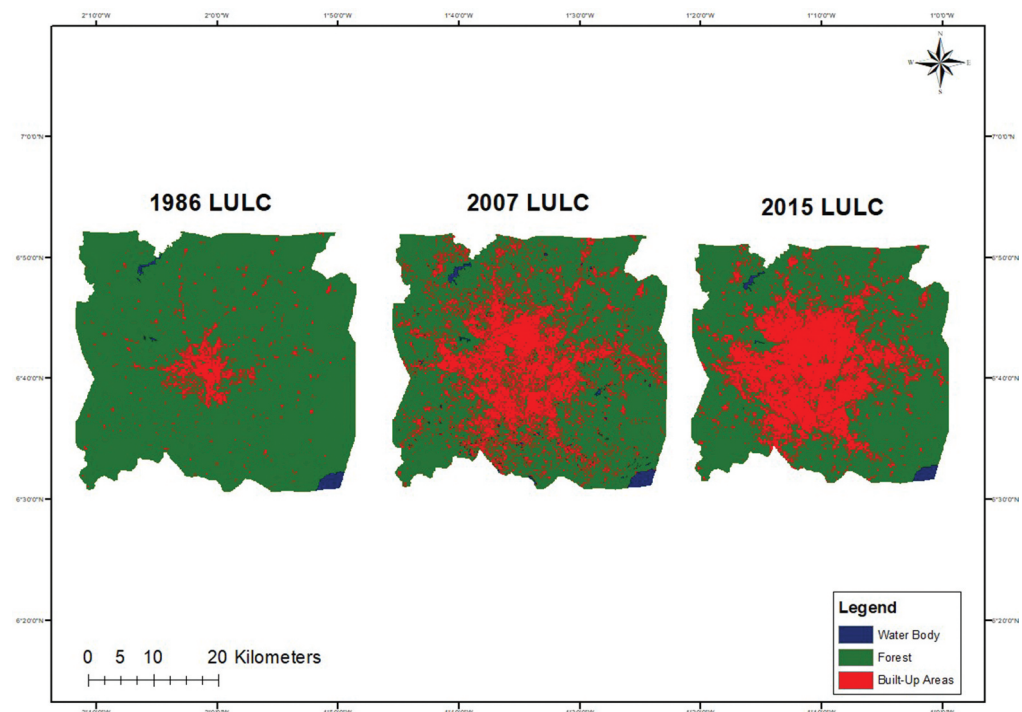 2°10'0"W 2°0'0"W 1°50'0"W 1°40'0"W 1°30'0"W 1°20'0"W 1°10'0"W 1°0'0"W
N
W E
S
7°0'0"N 7°0'0"N
1986 LULC 2007 LULC 2015 LULC
6°50'0"N 6°50'0"N
6°40'0"N 6°40'0"N
6°30'0"N 6°30'0"N
6°20'0"N 6°20'0"N
Legend
Water Body
Forest
Built-Up Areas
0 5 10 20 Kilometers